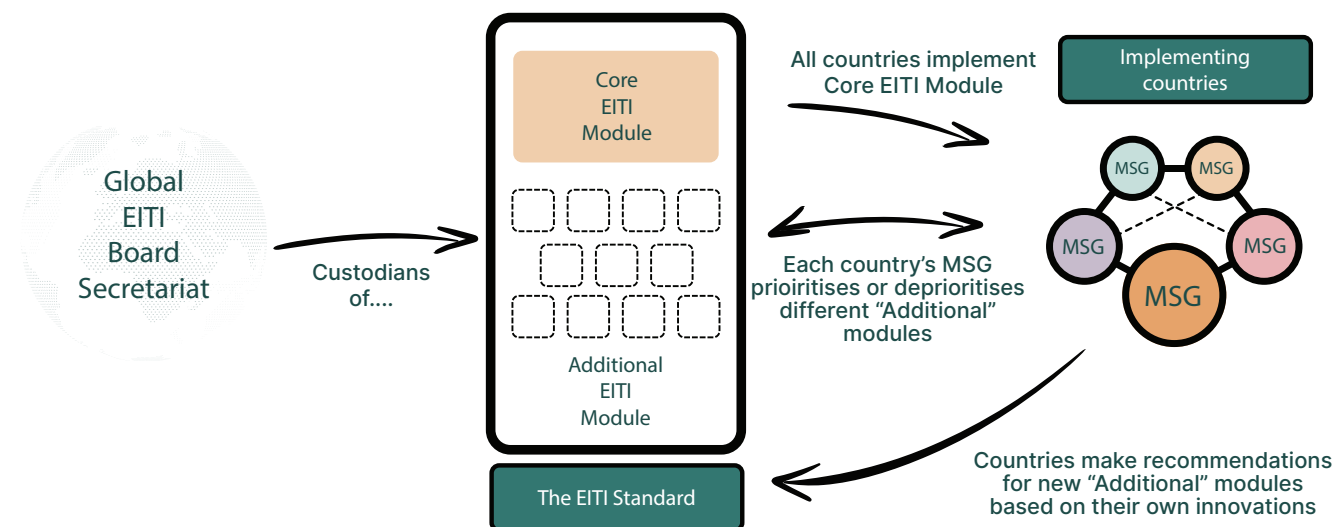 Global
EITI
Board
Secretariat
Custodians
of....
Core
EITI
Module
Additional
EITI
Module
The EITI Standard
All countries implement
Core EITI Module
Each country's MSG
prioiritises or deprioritises
different “Additional”
modules
Implementing
countries
MSG
MSG
MSG
MSG
MSG
Countries make recommendations
for new “Additional” modules
based on their own innovations